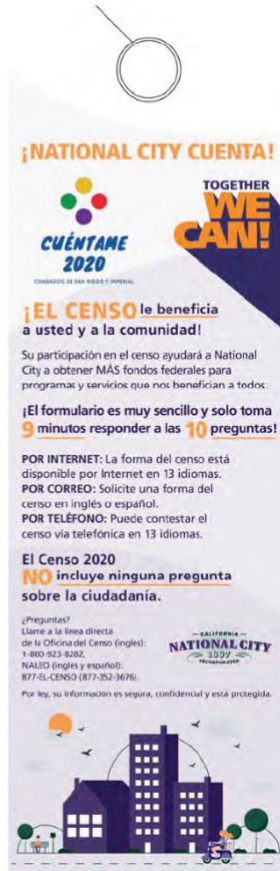 ¡NATIONAL CITY CUENTA!
CUÉNTAME
2020
CONDADOS DE SAN DIEGO Y IMPERIAL
TOGETHER
WE
CAN!
¡EL CENSO le beneficia
a usted y a la comunidad!
Su participación en el censo ayudará a National
City a obtener MÁS fondos federales para
programas y servicios que nos benefician a todos.
¡El formulario es muy sencillo y solo toma
9 minutos responder a las 10 preguntas!
POR INTERNET: La forma del censo está
disponible por Internet en 13 idiomas.
POR CORREO: Solicite una forma del
censo en inglés o español.
POR TELÉFONO: Puede contestar el
censo vía telefónica en 13 idiomas.
El Censo 2020
NO incluye ninguna pregunta
sobre la ciudadanía.
¿Preguntas?
Llame a la línea directa
de la Oficina del Censo (inglés):
1-800-923-8282,
NALEO (inglés y español):
877-EL-CENSO (877-352-3676).
CALIFORNIA
NATIONAL CITY
1887
INCORPORATED
Por ley, su información es segura, confidencial y está protegida.